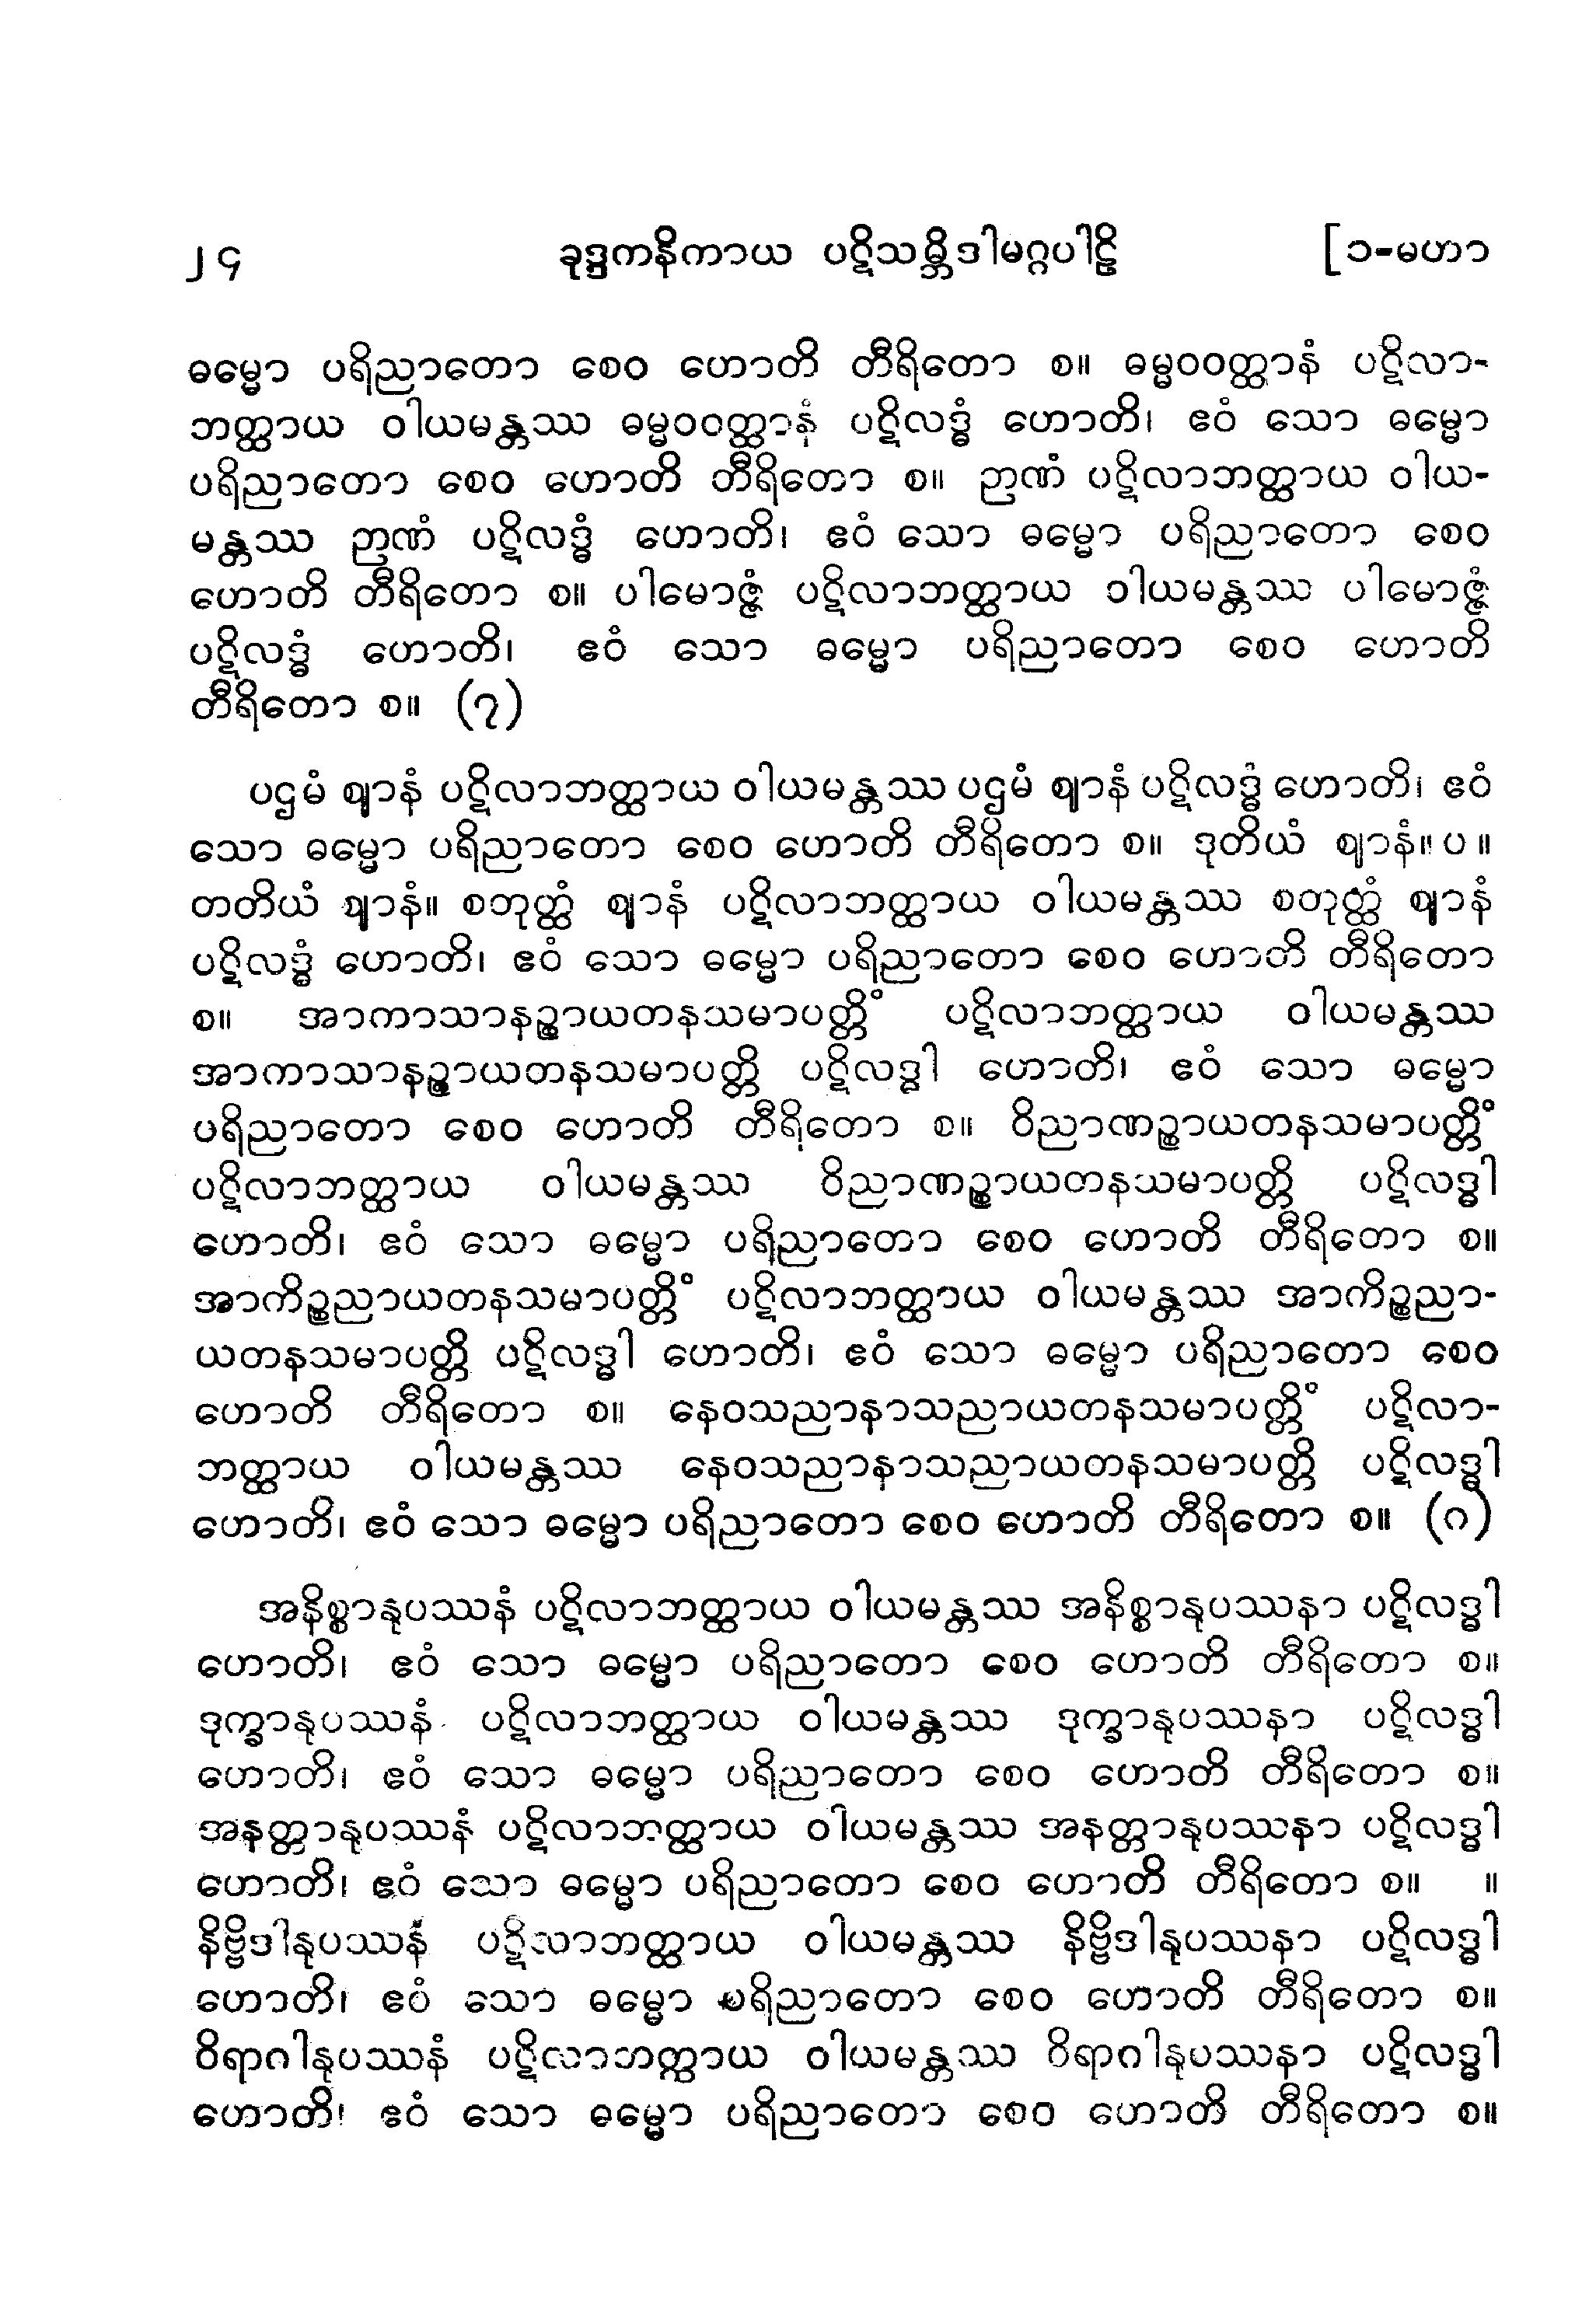 ၂၄ ခုဒ္ဒကနိကာယ ပဋိသမ္ဘိဒါမဂ္ဂပါဠိ [၁-မဟာ
ဓမ္မော ပရိညာတော စေဝ ဟောတိ တီရိတော စ။ ဓမ္မဝဝတ္ထာနံ ပဋိလာ-
ဘတ္ထာယ ဝါယမန္တဿ ဓမ္မဝဝတ္ထာနံ ပဋိလဒ္ဓံ ဟောတိ၊ ဧဝံ သော ဓမ္မော
ပရိညာတော စေဝ ဟောတိ တီရိတော စ။ ဉာဏံ ပဋိလာဘတ္ထာယ ဝါယ-
မန္တဿ ဉာဏံ ပဋိလဒ္ဓံ ဟောတိ၊ ဧဝံ သော ဓမ္မော ပရိညာတော စေဝ
ဟောတိ တီရိတော စ။ ပါမောဇ္ဇံ ပဋိလာဘတ္ထာယ ဝါယမန္တဿ ပါမောဇ္ဇံ
ပဋိလဒ္ဓံ ဟောတိ၊ ဧဝံ သော ဓမ္မော ပရိညာတော စေဝ ဟောတိ
တီရိတော စ။ (၇)
ပဌမံ ဈာနံ ပဋိလာဘတ္ထာယ ဝါယမန္တဿ ပဌမံ ဈာနံ ပဋိလဒ္ဓံ ဟောတိ၊ ဧဝံ
သော ဓမ္မော ပရိညာတော စေဝ ဟောတိ တီရိတော စ။ ဒုတိယံ ဈာနံ။ ပ ။
တတိယံ ဈာနံ။ စဘုတ္ထံ ဈာနံ ပဋိလာဘတ္ထာယ ဝါယမန္တဿ စတုတ္ထံ ဈာနံ
ပဋိလဒ္ဓံ ဟောတိ၊ ဧဝံ သော ဓမ္မော ပရိညာတော စေဝ ဟောတိ တီရိတော
စ။ အာကာသာနဉ္စာယတနသမာပတ္တိံ ပဋိလာဘတ္ထာယ ဝါယမန္တဿ
အာကာသာနဉ္စာယတနသမာပတ္တိ ပဋိလဒ္ဓါ ဟောတိ၊ ဧဝံ သော ဓမ္မော
ပရိညာတော စေဝ ဟောတိ တီရိတော စ။ ဝိညာဏဉ္စာယတနသမာပတ္တိံ
ပဋိလာဘတ္ထာယ ဝါယမန္တဿ ဝိညာဏဉ္စာယတနသမာပတ္တိ ပဋိလဒ္ဓါ
ဟောတိ၊ ဧဝံ သော ဓမ္မော ပရိညာတော စေဝ ဟောတိ တီရိတော စ။
အာကိဉ္စညာယတနသမာပတ္တိံ ပဋိလာဘတ္ထာယ ဝါယမန္တဿ အာကိဉ္စညာ-
ယတနသမာပတ္တိ ပဋိလဒ္ဓါ ဟောတိ၊ ဧဝံ သော ဓမ္မော ပရိညာတော စေဝ
ဟောတိ တီရိတော စ။ နေဝသညာနာသညာယတနသမာပတ္တိံ ပဋိလာ-
ဘတ္ထာယ ဝါယမန္တဿ နေဝသညာနာသညာယတနသမာပတ္တိ ပဋိလဒ္ဓါ
ဟောတိ၊ ဧဝံ သော ဓမ္မော ပရိညာတော စေဝ ဟောတိ တီရိတော စ။ (ဂ)
အနိစ္စာနုပဿနံ ပဋိလာဘတ္ထာယ ဝါယမန္တဿ အနိစ္စာနုပဿနာ ပဋိလဒ္ဓါ
ဟောတိ၊ ဧဝံ သော ဓမ္မော ပရိညာတော စေဝ ဟောတိ တီရိတော စ။
ဒုက္ခာနုပဿနံ ပဋိလာဘတ္ထာယ ဝါယမန္တဿ ဒုက္ခာနုပဿနာ ပဋိလဒ္ဓါ
ဟောတိ၊ ဧဝံ သော ဓမ္မော ပရိညာတော စေဝ ဟောတိ တီရိတော စ။
အနတ္တာနုပဿနံ ပဋိလာဘတ္ထာယ ဝါယမန္တဿ အနတ္တာနုပဿနာ ပဋိလဒ္ဓါ
ဟောတိ၊ ဧဝံ သော ဓမ္မော ပရိညာတော စေဝ ဟောတိ တီရိတော စ။ ။
နိဗ္ဗိဒါနုပဿနံ ပဋိလာဘတ္ထာယ ဝါယမန္တဿ နိဗ္ဗိဒါနုပဿနာ ပဋိလဒ္ဓါ
ဟောတိ၊ ဧဝံ သော ဓမ္မော ပရိညာတော စေဝ ဟောတိ တီရိတော စ။
ဝိရာဂါနုပဿနံ ပဋိလာဘတ္ထာယ ဝါယမန္တဿ ဝိရာဂါနုပဿနာ ပဋိလဒ္ဓါ
ဟောတိ၊ ဧဝံ သော ဓမ္မော ပရိညာတော စေဝ ဟောတိ တီရိတော စ။